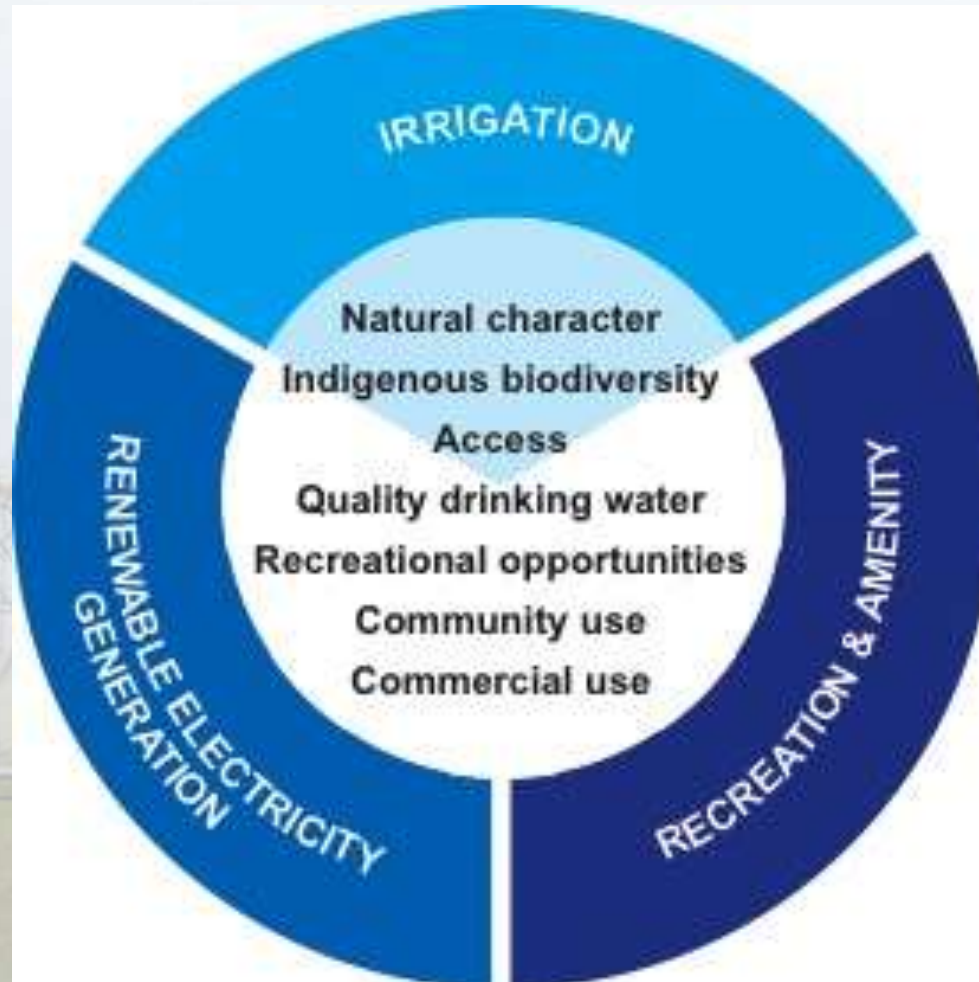 IRRIGATION
Natural character
Indigenous biodiversity
Access
Quality drinking water
Recreational opportunities
Community use
Commercial use
RENEWABLE ELECTRICITY
GENERATION
RECREATION & AMENITY